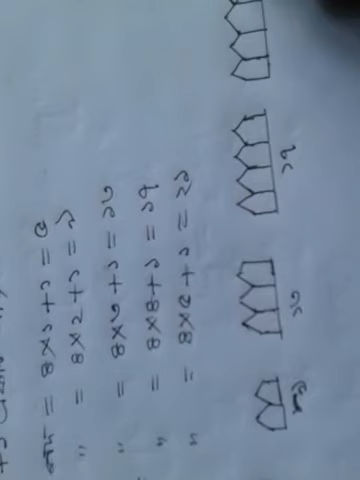 = ৪×১+১ = ৫
" = ৪×২+১ = ৯
" = ৪×৩+১ = ১৩
" = ৪×৪+১ = ১৭
" = ৪×৫+১ = ২১